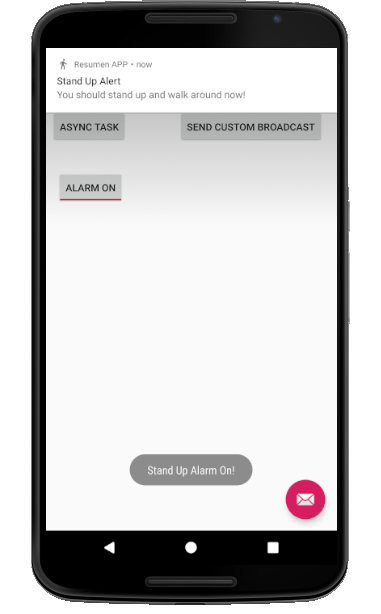 Resumen APP • now
Stand Up Alert
You should stand up and walk around now!
ASYNC TASK
SEND CUSTOM BROADCAST
ALARM ON
Stand Up Alarm On!